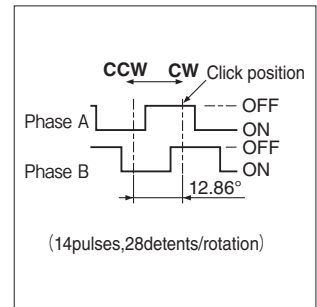 CCW CW Click position
OFF
Phase A
ON
OFF
Phase B
ON
12.86°
(14pulses,28detents/rotation)